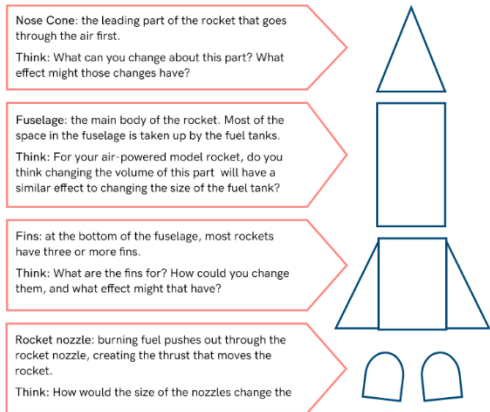 Nose Cone: the leading part of the rocket that goes
through the air first.
Think: What can you change about this part? What
effect might those changes have?
Fuselage: the main body of the rocket. Most of the
space in the fuselage is taken up by the fuel tanks.
Think: For your air-powered model rocket, do you
think changing the volume of this part will have a
similar effect to changing the size of the fuel tank?
Fins: at the bottom of the fuselage, most rockets
have three or more fins.
Think: What are the fins for? How could you change
them, and what effect might that have?
Rocket nozzle: burning fuel pushes out through the
rocket nozzle, creating the thrust that moves the
rocket.
Think: How would the size of the nozzles change the